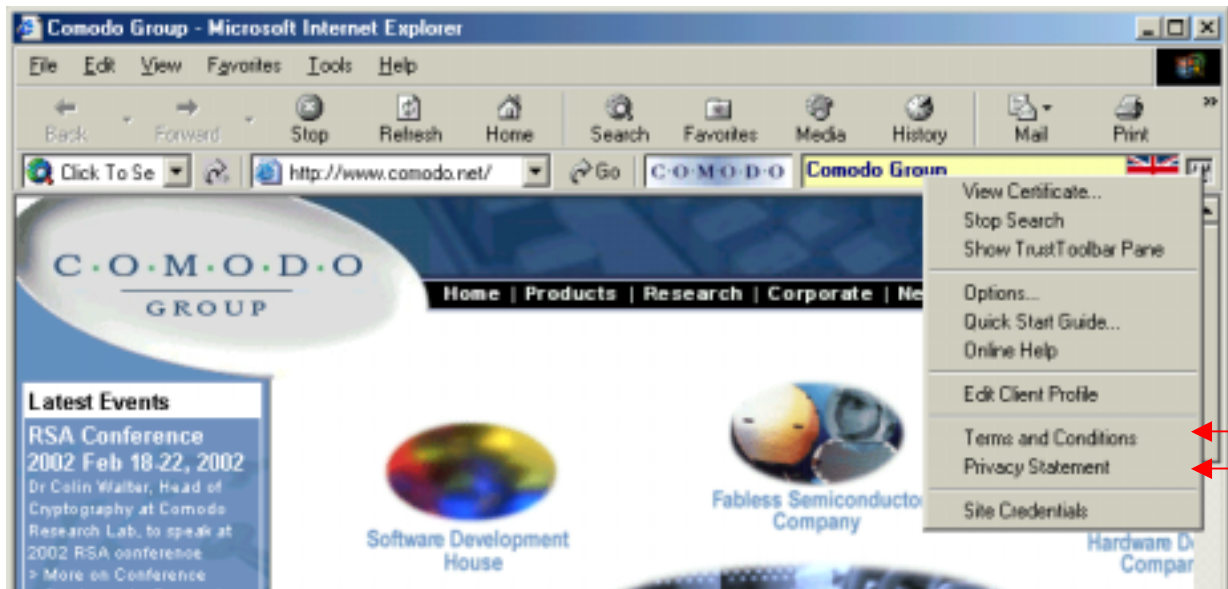 Comodo Group - Microsoft Internet Explorer
File Edit View Favorites Tools Help
Back Forward Stop Refresh Home Search Favorites Media History Mail Print
Click To Se http://www.comodo.net/ Go C·O·M·O·D·O Comodo Group
View Certificate...
Stop Search
Show TrustToolbar Pane
Options...
Quick Start Guide...
Online Help
Edit Client Profile
Terms and Conditions
Privacy Statement
Site Credentials
C·O·M·O·D·O
GROUP
Home | Products | Research | Corporate | Ne
Latest Events
RSA Conference
2002 Feb 18-22, 2002
Dr Colin Walter, Head of
Cryptography at Comodo
Research Lab, to speak at
2002 RSA conference
> More on Conference
Software Development
House
Fabless Semiconducto
Company
Hardware D
Compan